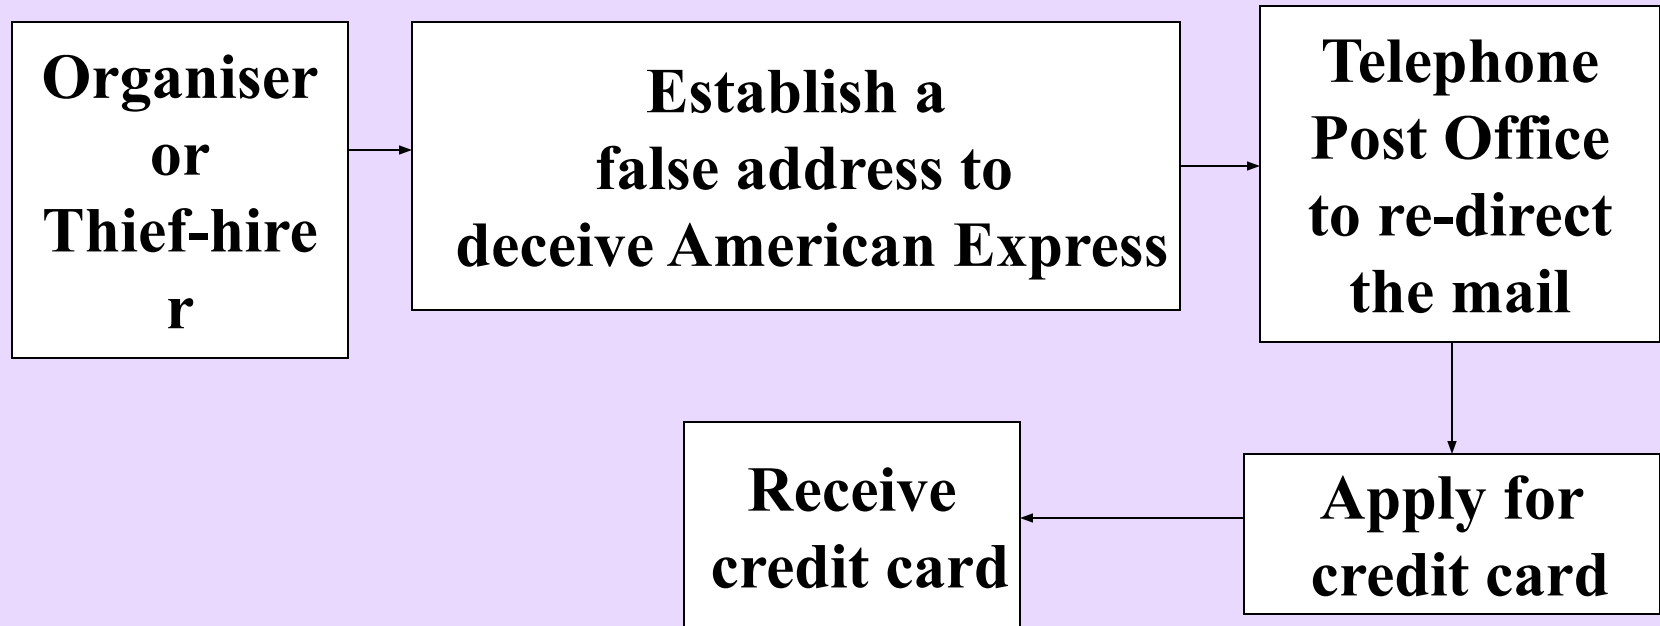 Organiser
or
Thief-hire
r
Establish a
false address to
deceive American Express
Telephone
Post Office
to re-direct
the mail
Apply for
credit card
Receive
credit card